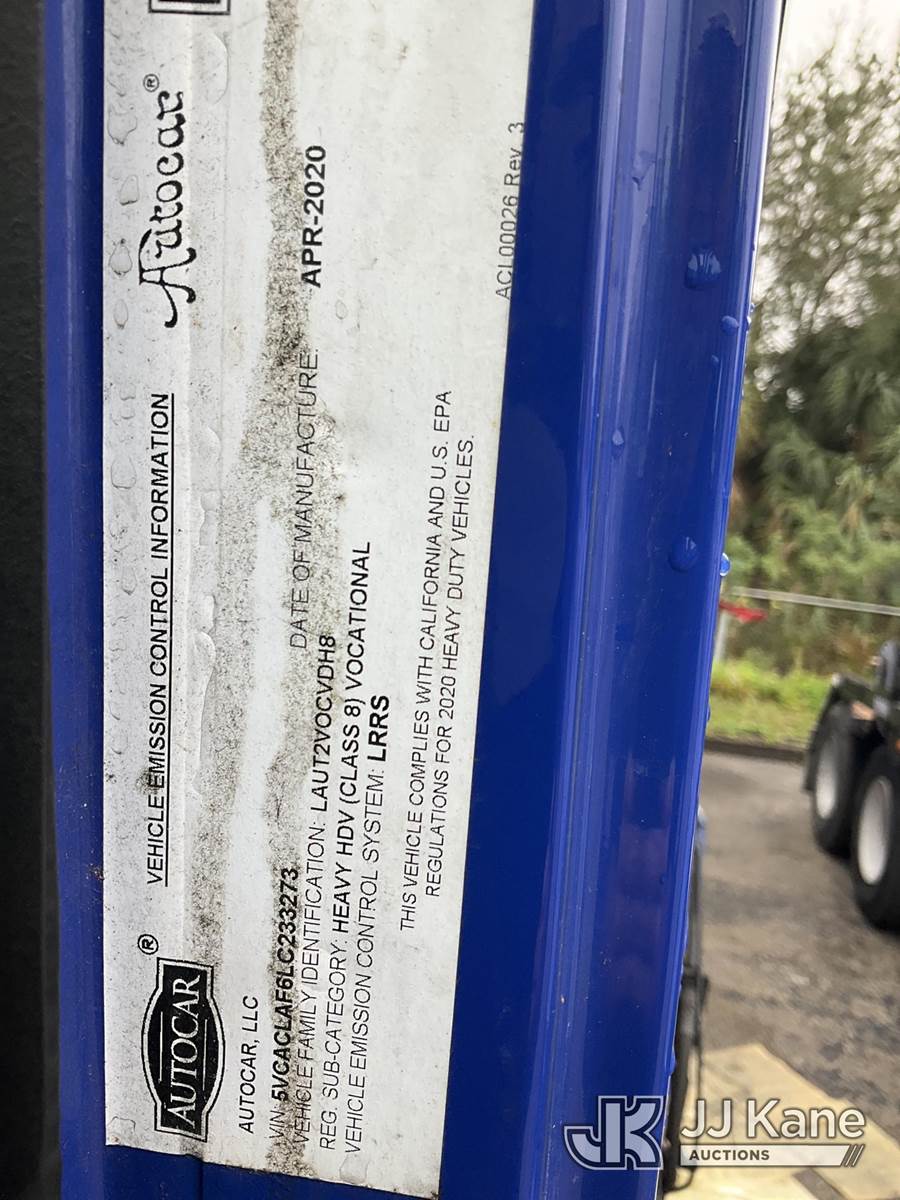 AUTOCAR®
VEHICLE EMISSION CONTROL INFORMATION
Autocar®
AUTOCAR, LLC
VIN: 5VCACLAF6LC233273
DATE OF MANUFACTURE: APR-2020
VEHICLE FAMILY IDENTIFICATION: LAUT2VOCVDH8
REG. SUB-CATEGORY: HEAVY HDV (CLASS 8) VOCATIONAL
VEHICLE EMISSION CONTROL SYSTEM: LRRS
THIS VEHICLE COMPLIES WITH CALIFORNIA AND U.S. EPA
REGULATIONS FOR 2020 HEAVY DUTY VEHICLES.
ACL00026 Rev. 3
JK JJ Kane
AUCTIONS